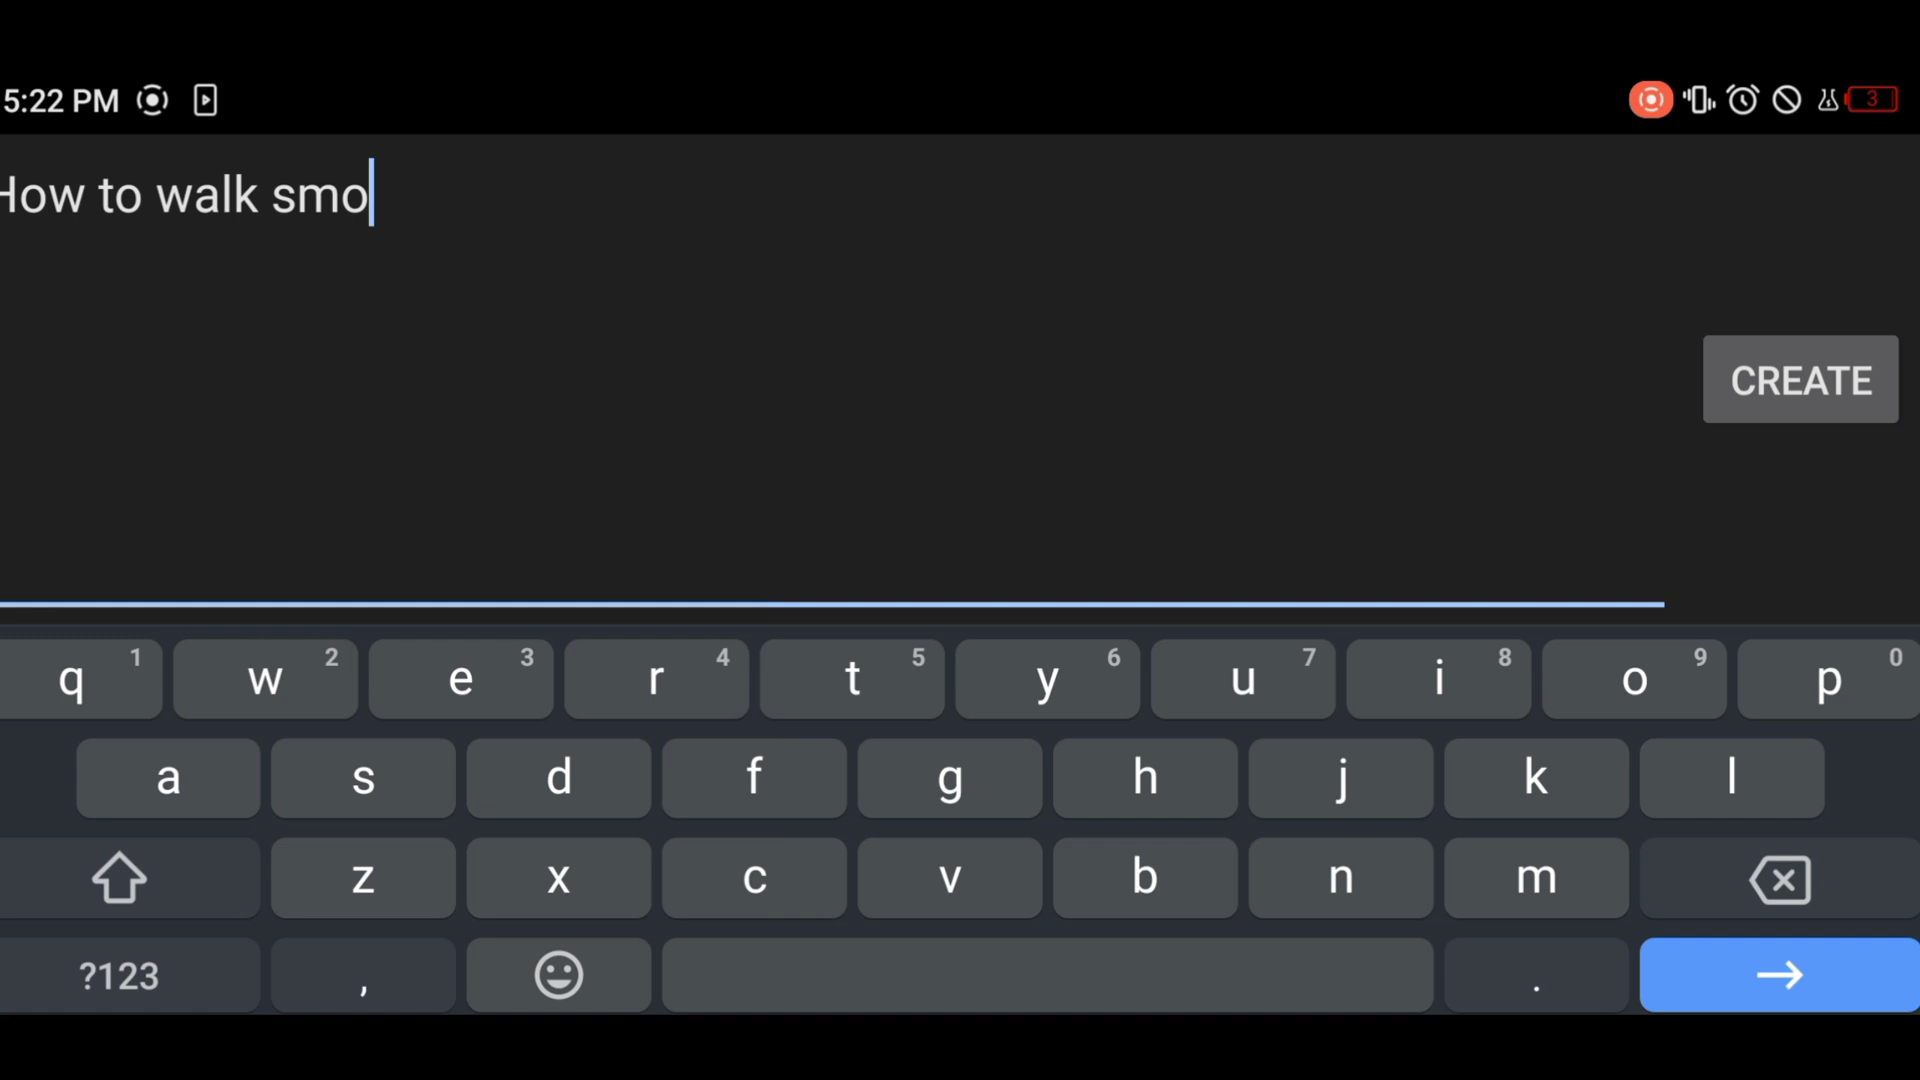 5:22 PM 3
How to walk smo
CREATE
q 1 w 2 e 3 r 4 t 5 y 6 u 7 i 8 o 9 p 0
a s d f g h j k l
z x c v b n m
?123 , .